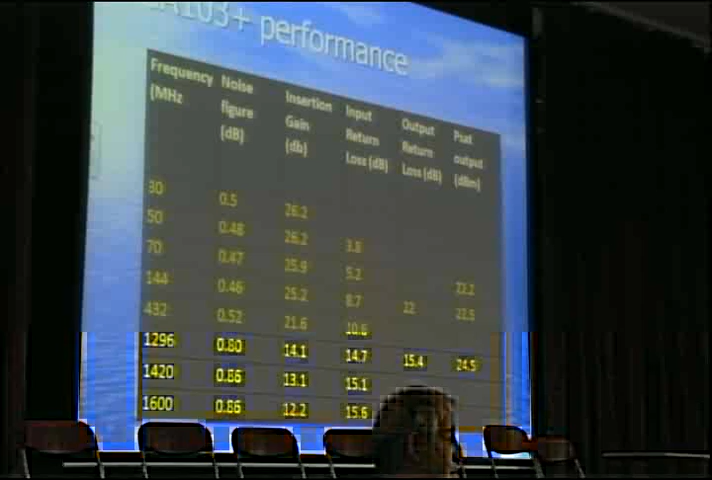 A103+ performance
Frequency (MHz Noise figure (dB) Insertion Gain (db) Input Return Loss (dB) Output Return Loss (dB) Psat output (dBm)
30 0.5 26.2
50 0.48 26.2 3.8
70 0.47 25.9 5.2 22.2
144 0.46 25.2 8.7 22 22.5
432 0.52 21.6 10.6
1296 0.80 14.1 14.7 15.4 24.5
1420 0.86 13.1 15.1
1600 0.86 12.2 15.6